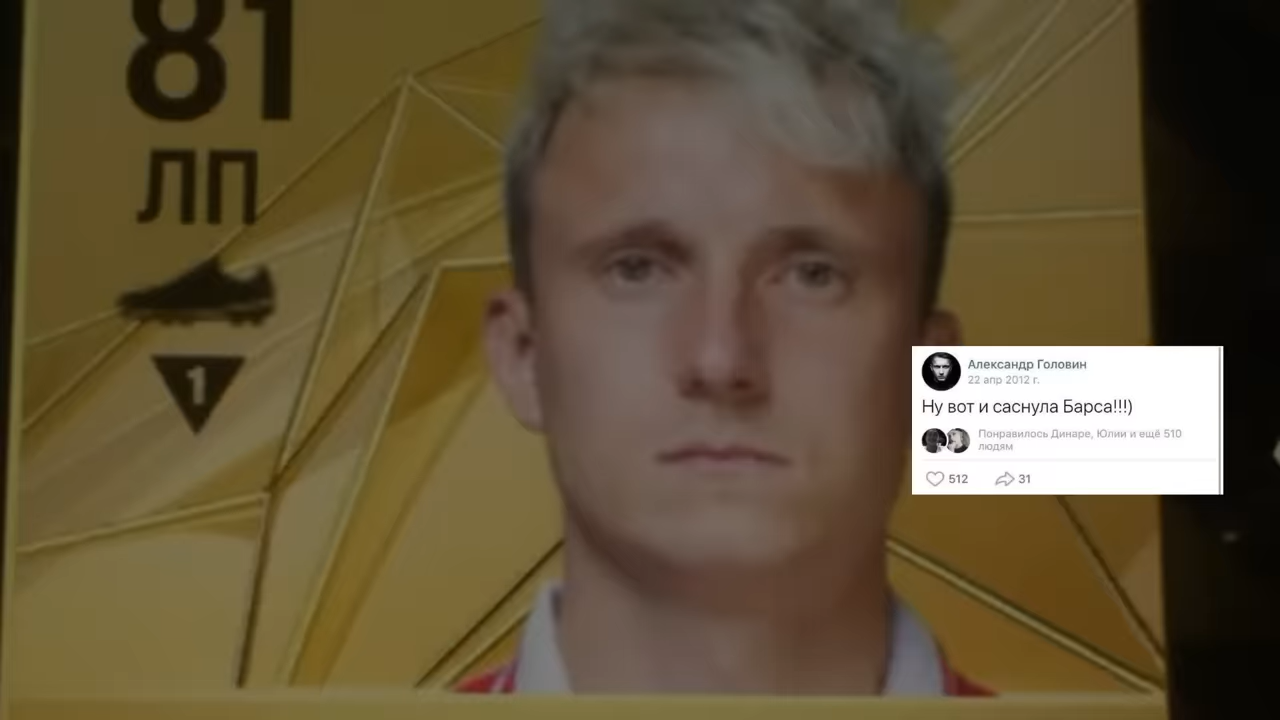 81
ЛП
1
Александр Головин
22 апр 2012 г.
Ну вот и саснула Барса!!!)
Понравилось Динаре, Юлии и ещё 510
людям
512
31